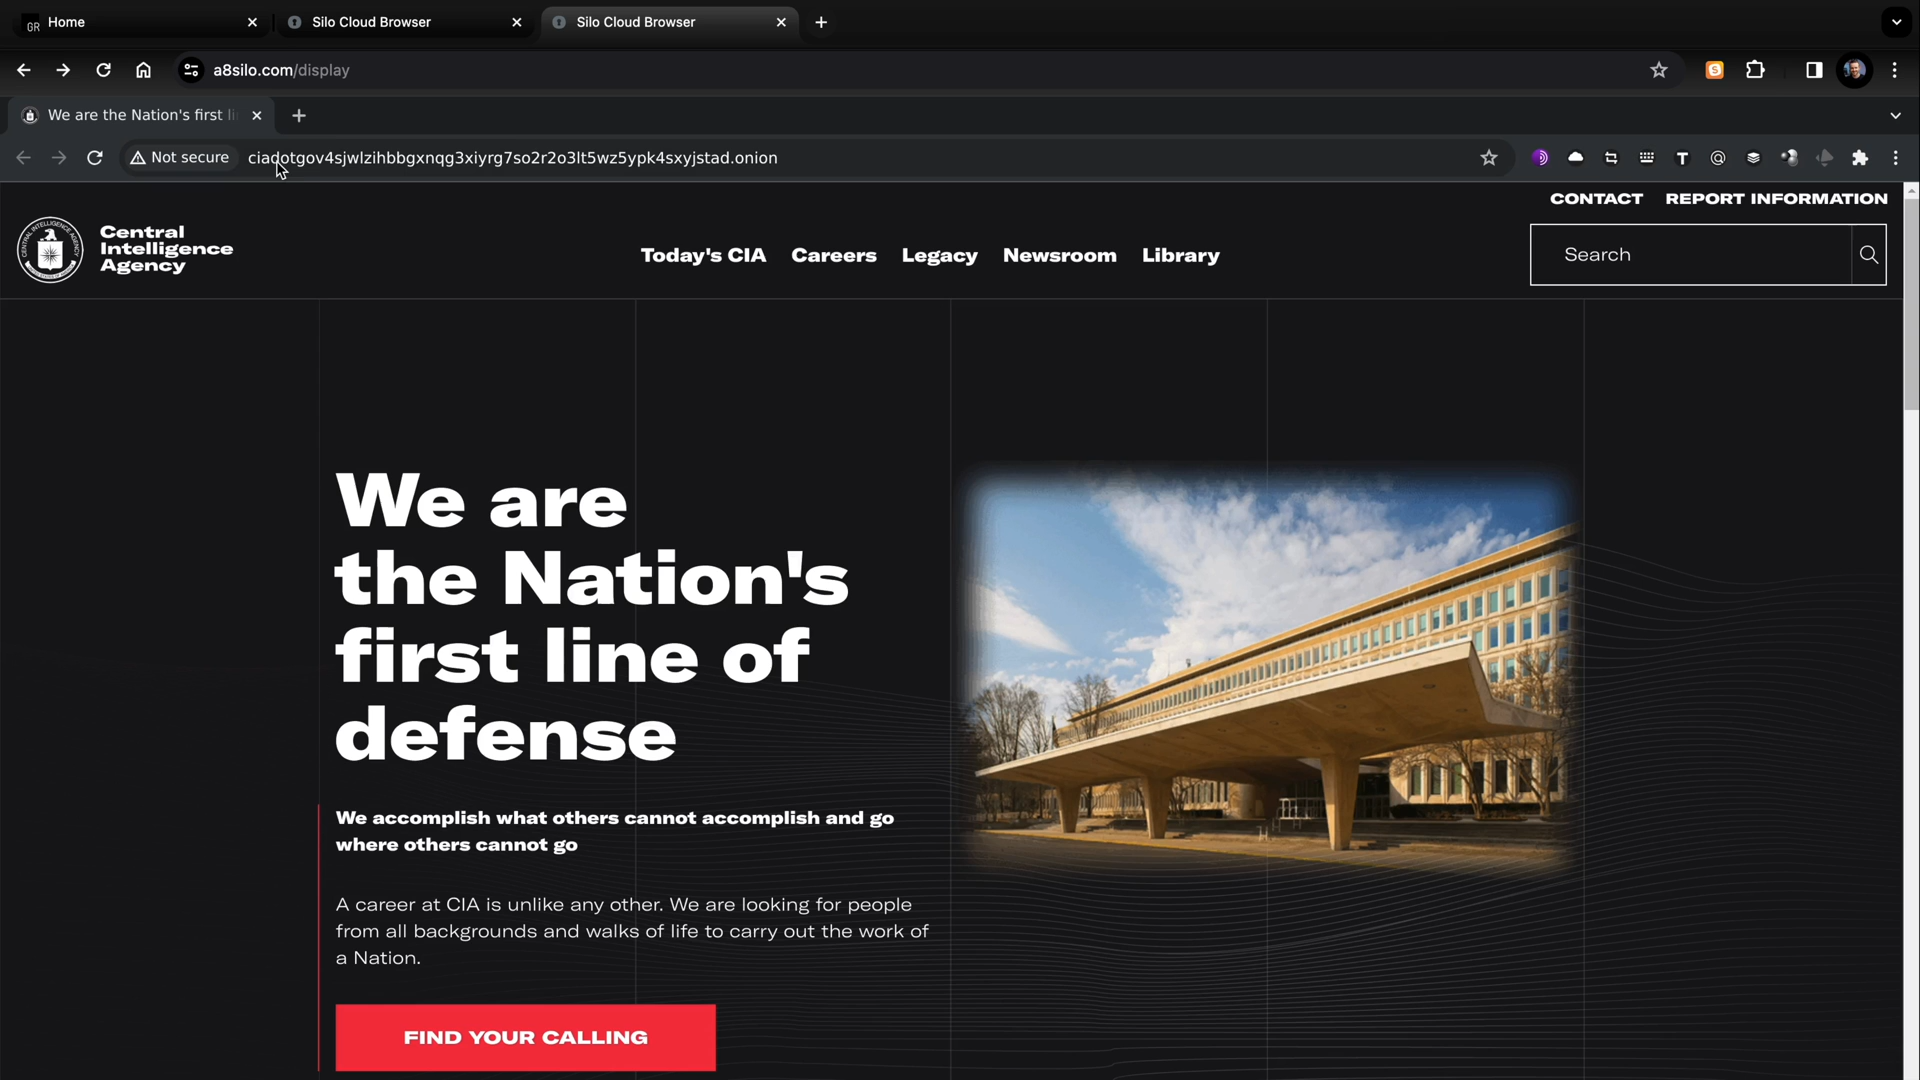 GR Home
Silo Cloud Browser
Silo Cloud Browser
a8silo.com/display
We are the Nation's first li
Not secure
ciadotgov4sjwlzihbbgxnqg3xiyrg7so2r2o3lt5wz5ypk4sxyjstad.onion
CONTACT REPORT INFORMATION
Central
Intelligence
Agency
Today's CIA Careers Legacy Newsroom Library
Search
We are
the Nation's
first line of
defense
We accomplish what others cannot accomplish and go
where others cannot go
A career at CIA is unlike any other. We are looking for people
from all backgrounds and walks of life to carry out the work of
a Nation.
FIND YOUR CALLING